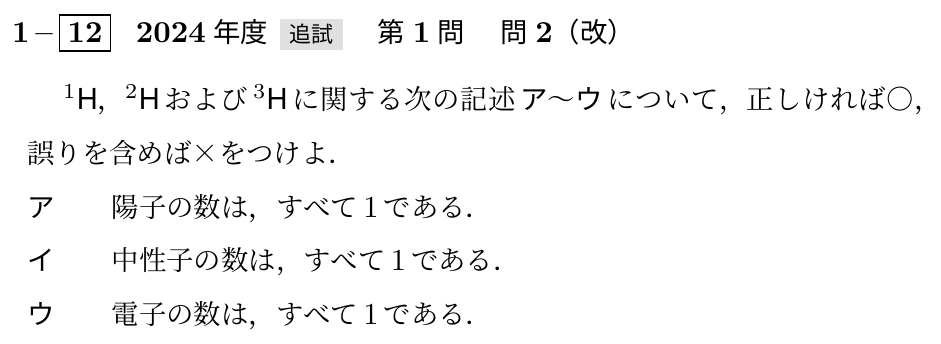 1－12 2024年度 追試 第1問 問2（改）
¹H，²Hおよび³Hに関する次の記述ア～ウについて，正しければ○，
誤りを含めば×をつけよ．
ア 陽子の数は，すべて1である．
イ 中性子の数は，すべて1である．
ウ 電子の数は，すべて1である．